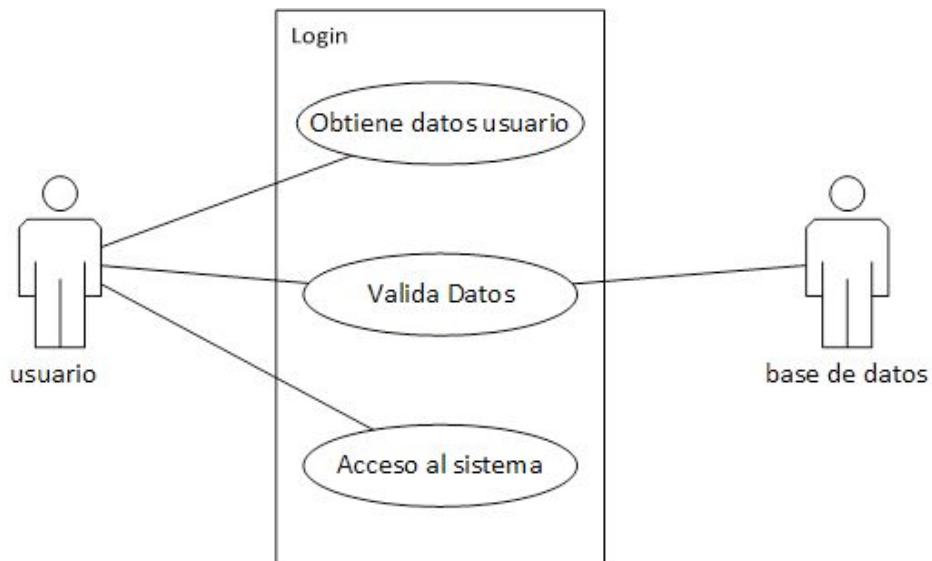 Login
Obtiene datos usuario
Valida Datos
usuario
base de datos
Acceso al sistema